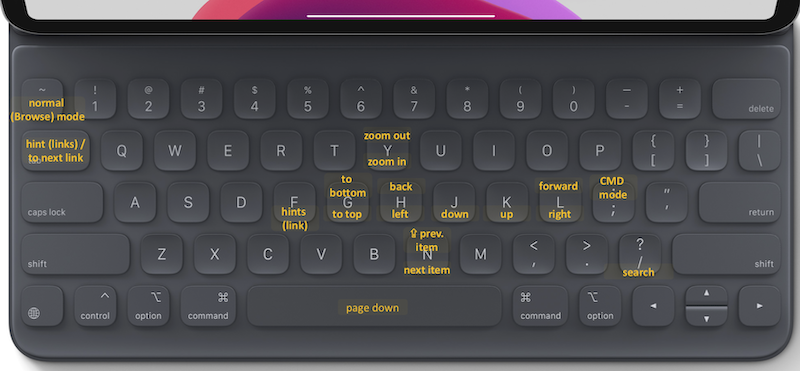 ~ ! @ # $ % ^ & * ( ) — +
normal 1 2 3 4 5 6 7 8 9 0 - = delete
(Browse) mode
hint (links) /
to next link
Q W E R T
zoom out
Y
zoom in
U I O P { [ } ] | \
caps lock A S D F
hints
(link)
to
bottom
G
to top
back
H
left
J
down
K
up
forward
L
right
CMD
mode
:
;
" ' return
shift Z X C V B
⇧ prev.
item
N
next item
M < , > . ? /
search
shift
control option command
page down
command option